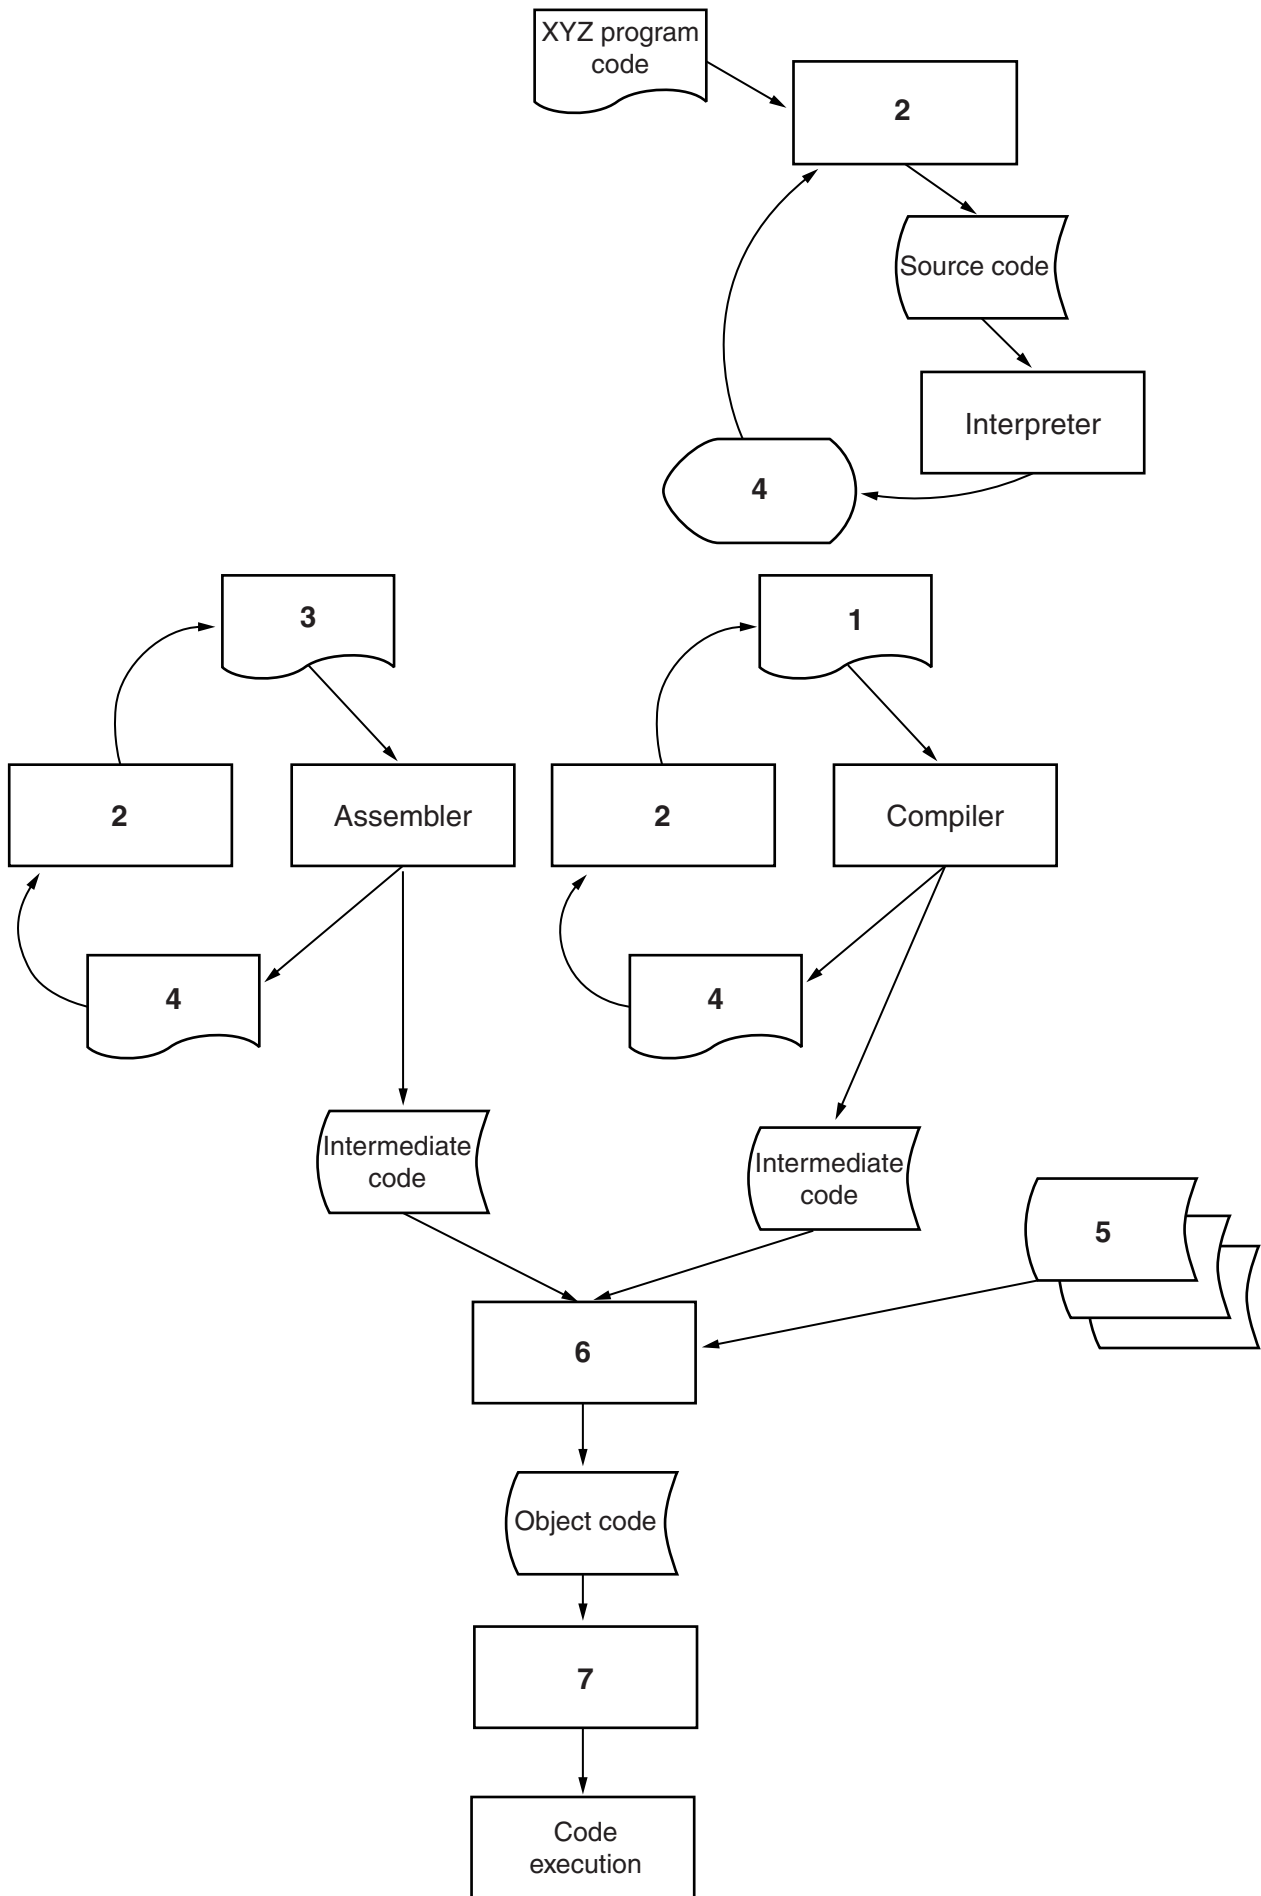 XYZ program
code
2
Source code
Interpreter
4
3
1
2
Assembler
2
Compiler
4
4
Intermediate
code
Intermediate
code
5
6
Object code
7
Code
execution